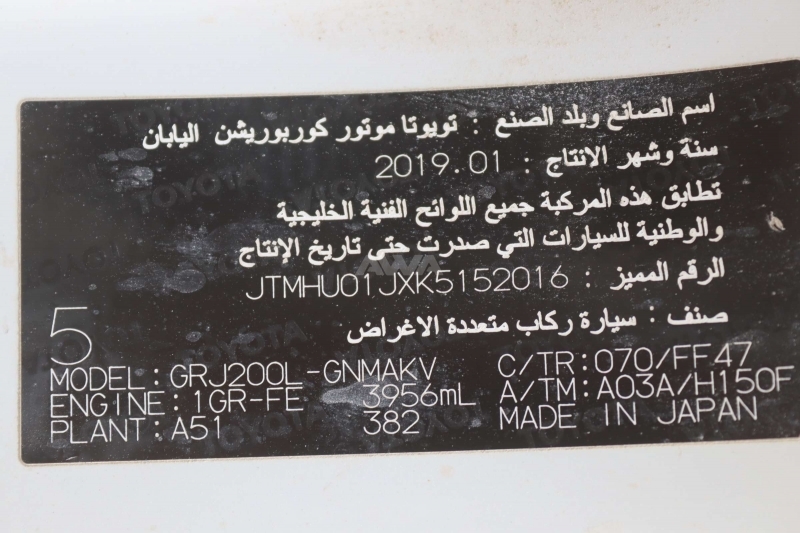 اسم الصانع وبلد الصنع : تويوتا موتور كوربوريشن اليابان
سنة وشهر الانتاج : 2019.01
تطابق هذه المركبة جميع اللوائح الفنية الخليجية
والوطنية للسيارات التي صدرت حتى تاريخ الإنتاج
الرقم المميز : JTMHU01JXK5152016
صنف : سيارة ركاب متعددة الاغراض
5
MODEL:GRJ200L-GNMAKV C/TR:070/FF47
ENGINE:1GR-FE 3956mL A/TM:A03A/H150F
PLANT:A51 382 MADE IN JAPAN
TOYOTA
AWA